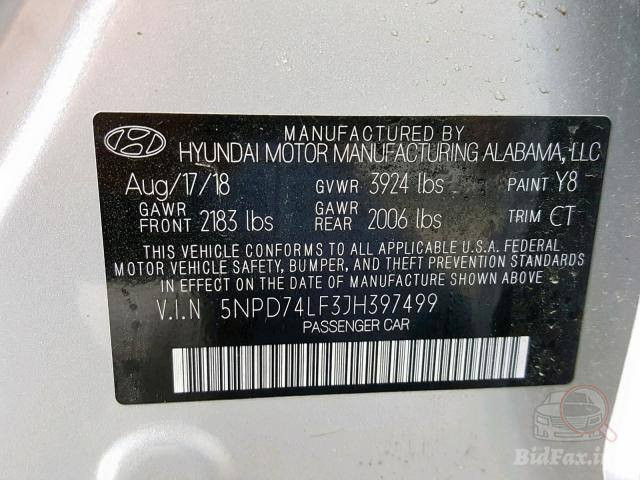 MANUFACTURED BY
HYUNDAI MOTOR MANUFACTURING ALABAMA, LLC
Aug/17/18 GVWR 3924 lbs PAINT Y8
GAWR FRONT 2183 lbs GAWR REAR 2006 lbs TRIM CT
THIS VEHICLE CONFORMS TO ALL APPLICABLE U.S.A. FEDERAL
MOTOR VEHICLE SAFETY, BUMPER, AND THEFT PREVENTION STANDARDS
IN EFFECT ON THE DATE OF MANUFACTURE SHOWN ABOVE.
V.I.N 5NPD74LF3JH397499
PASSENGER CAR